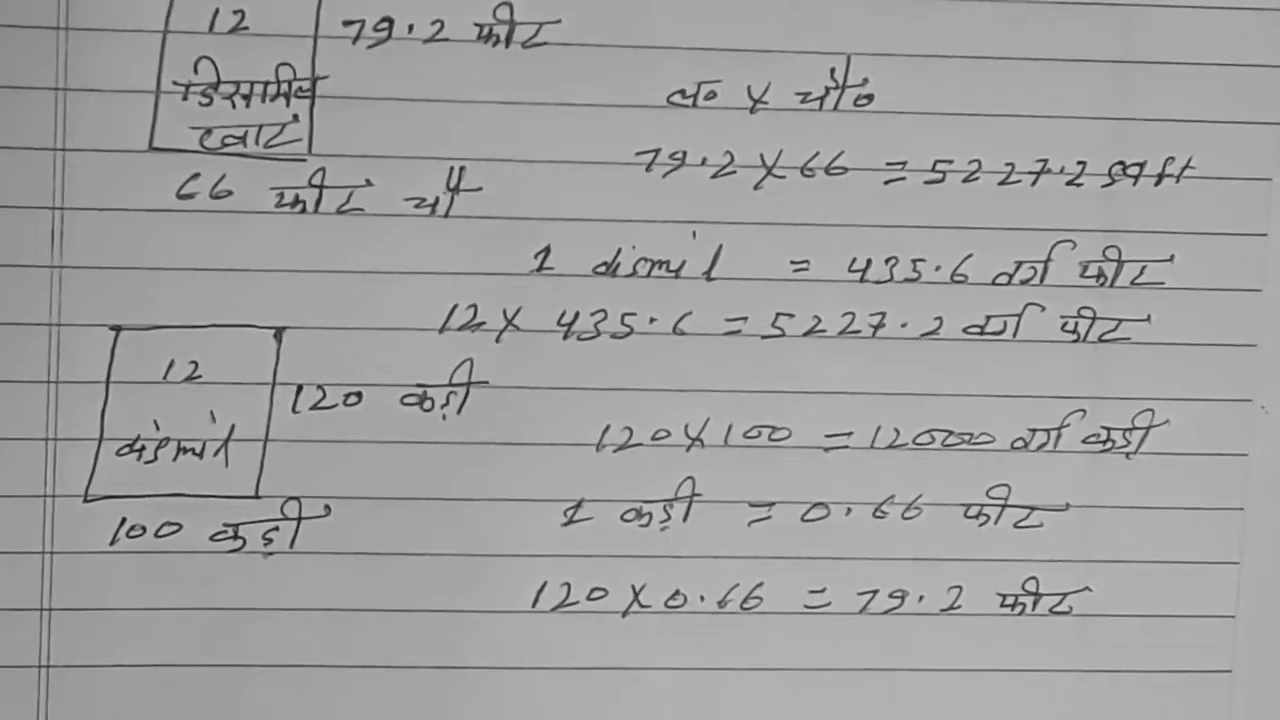 12 79.2 फीट
डिसमिल
ल० x चौ०
79.2 x 66 = 5227.2 sqft
66 फीट चौ
1 dismil = 435.6 वर्ग फीट
12 x 435.6 = 5227.2 वर्ग फीट
12
120 कड़ी
dismil
120 x 100 = 12000 वर्ग कड़ी
100 कड़ी
1 कड़ी = 0.66 फीट
120 x 0.66 = 79.2 फीट